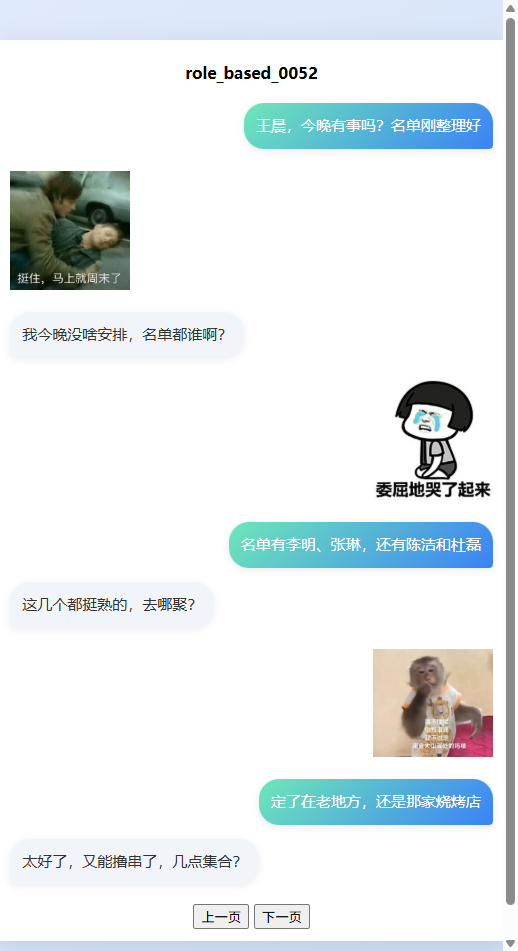 role_based_0052
王晨，今晚有事吗？名单刚整理好
挺住，马上就周末了
我今晚没啥安排，名单都谁啊？
委屈地哭了起来
名单有李明、张琳，还有陈洁和杜磊
这几个都挺熟的，去哪聚？
定了在老地方，还是那家烧烤店
太好了，又能撸串了，几点集合？
上一页 下一页